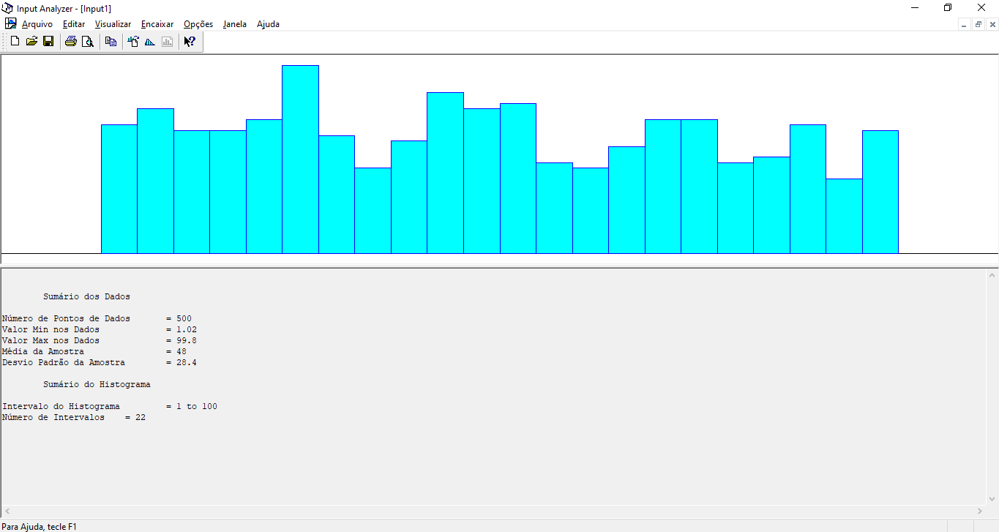 Input Analyzer - [Input1]
Arquivo Editar Visualizar Encaixar Opções Janela Ajuda
Sumário dos Dados
Número de Pontos de Dados = 500
Valor Min nos Dados = 1.02
Valor Max nos Dados = 99.8
Média da Amostra = 48
Desvio Padrão da Amostra = 28.4
Sumário do Histograma
Intervalo do Histograma = 1 to 100
Número de Intervalos = 22
Para Ajuda, tecle F1